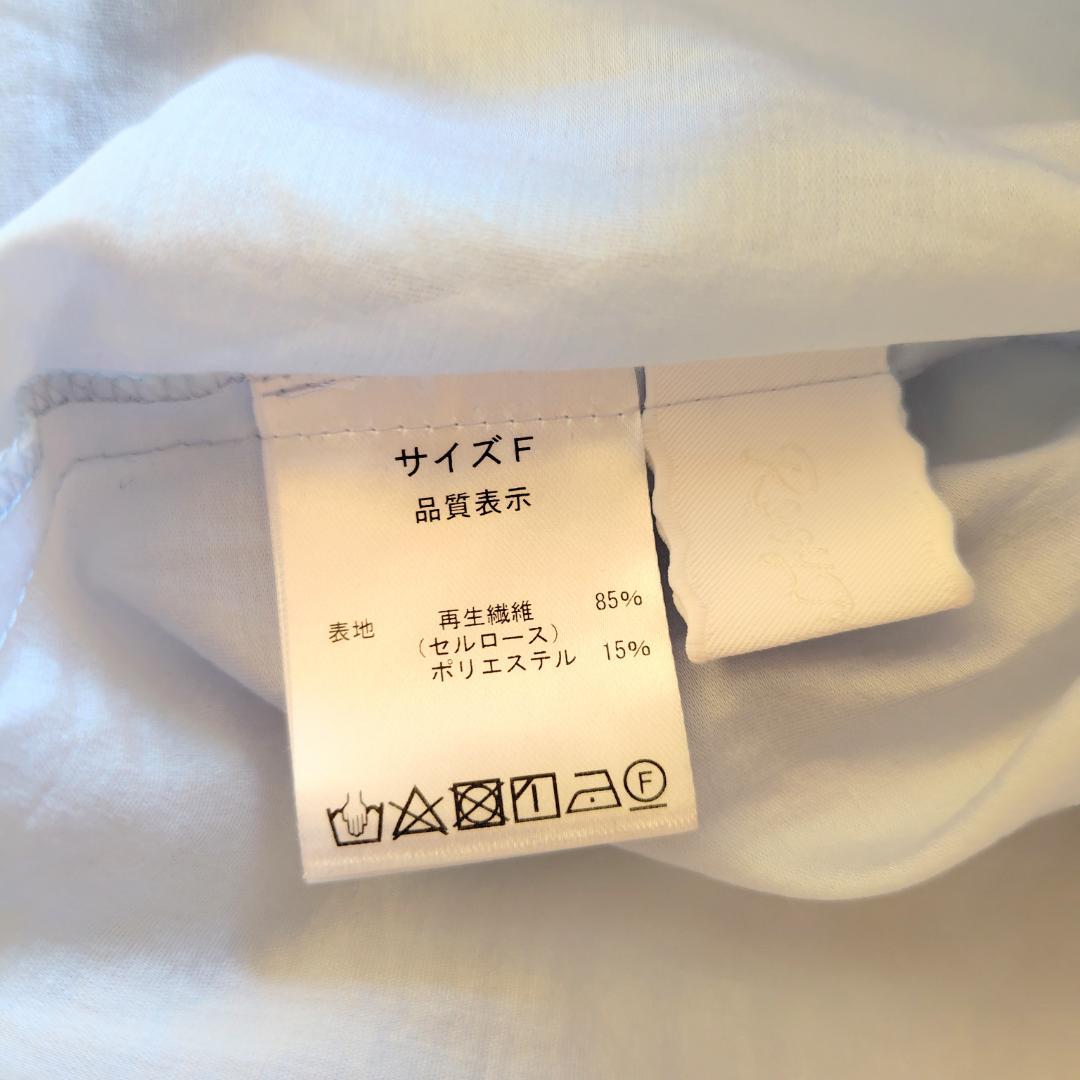 サイズF
品質表示
表地 再生繊維 85%
(セルロース)
ポリエステル 15%
F